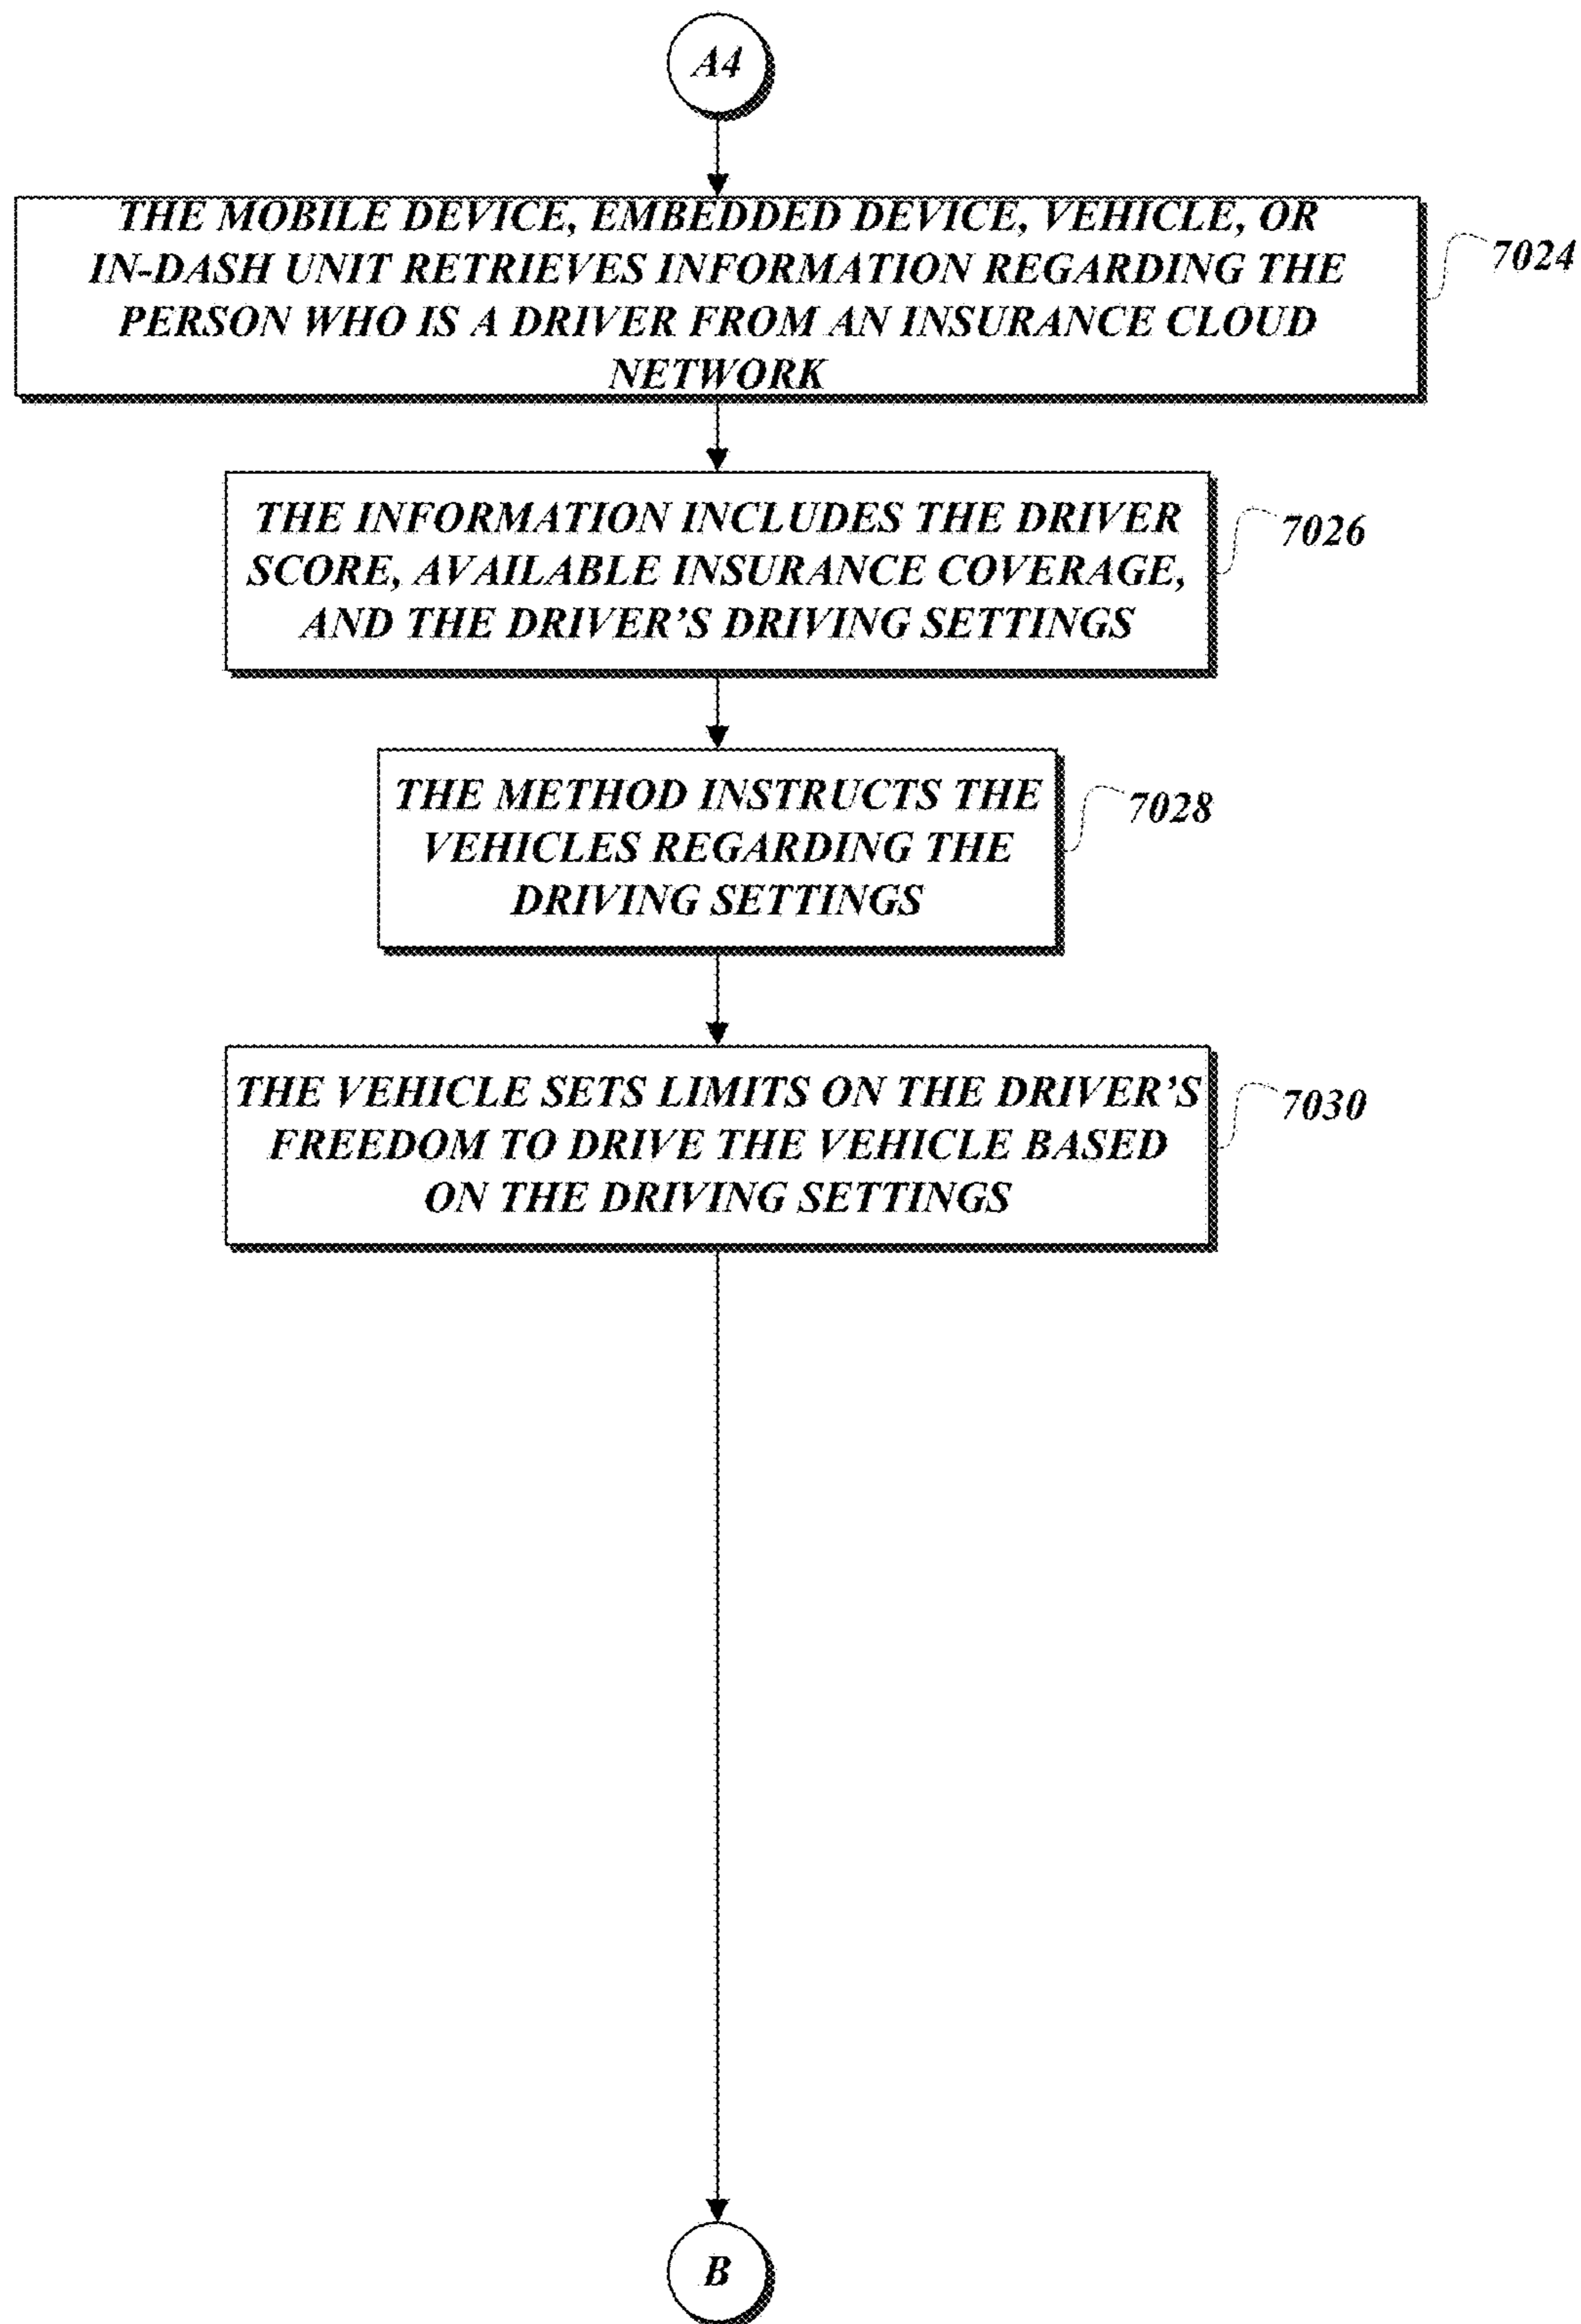 A4
THE MOBILE DEVICE, EMBEDDED DEVICE, VEHICLE, OR
IN-DASH UNIT RETRIEVES INFORMATION REGARDING THE
PERSON WHO IS A DRIVER FROM AN INSURANCE CLOUD
NETWORK
7024
THE INFORMATION INCLUDES THE DRIVER
SCORE, AVAILABLE INSURANCE COVERAGE,
AND THE DRIVER’S DRIVING SETTINGS
7026
THE METHOD INSTRUCTS THE
VEHICLES REGARDING THE
DRIVING SETTINGS
7028
THE VEHICLE SETS LIMITS ON THE DRIVER’S
FREEDOM TO DRIVE THE VEHICLE BASED
ON THE DRIVING SETTINGS
7030
B